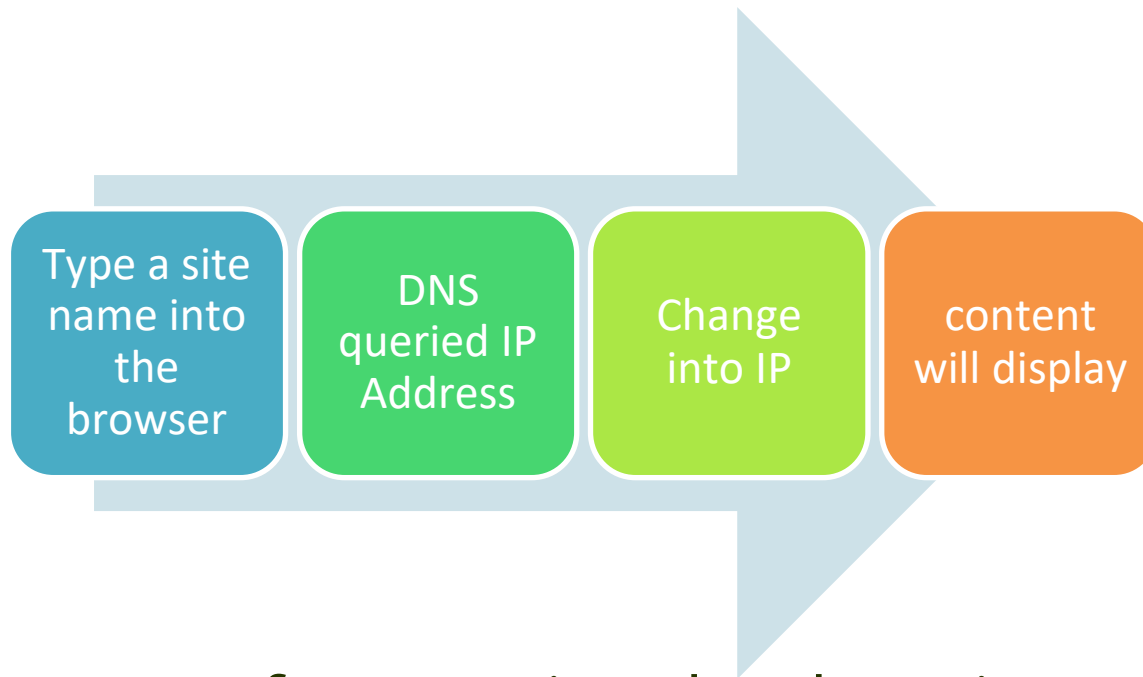 Type a site
name into
the
browser
DNS
queried IP
Address
Change
into IP
content
will display